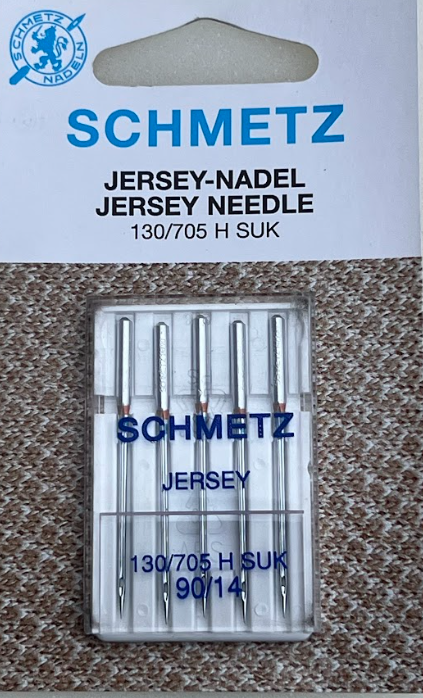 SCHMETZ
NADELN
SCHMETZ
JERSEY-NADEL
JERSEY NEEDLE
130/705 H SUK
SCHMETZ
JERSEY
130/705 H SUK
90/14